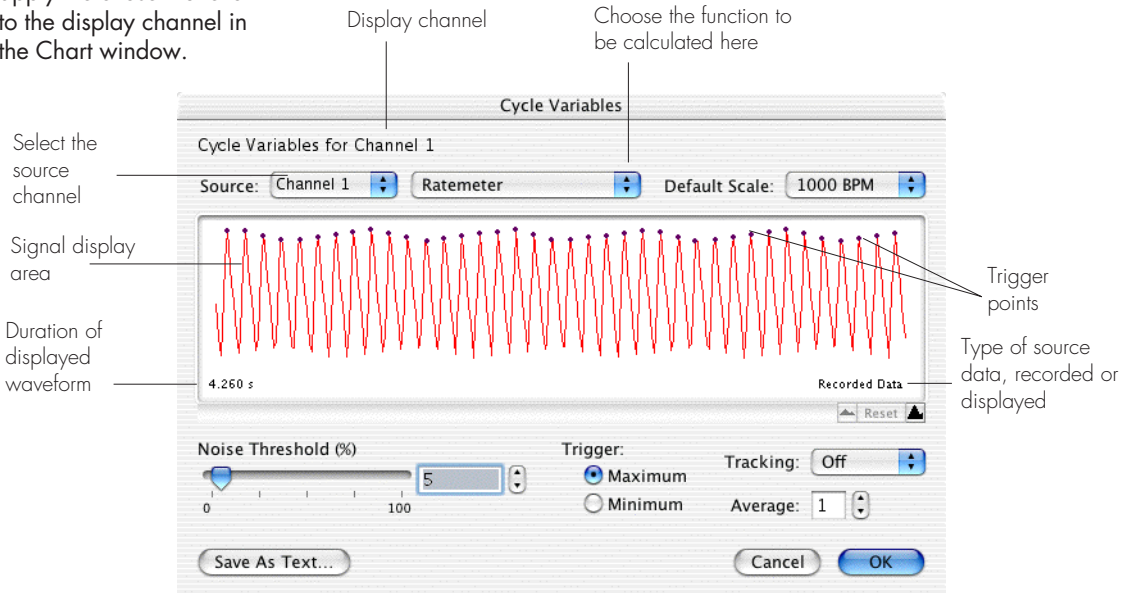 to the display channel in
the Chart window.
Display channel
Choose the function to
be calculated here
Cycle Variables
Select the
source
channel
Cycle Variables for Channel 1
Source: Channel 1 Ratemeter Default Scale: 1000 BPM
Signal display
area
Trigger
points
Duration of
displayed
waveform
Type of source
data, recorded or
displayed
4.260 s
Recorded Data
Reset
Noise Threshold (%)
5
0 100
Trigger:
Maximum
Minimum
Tracking: Off
Average: 1
Save As Text...
Cancel OK